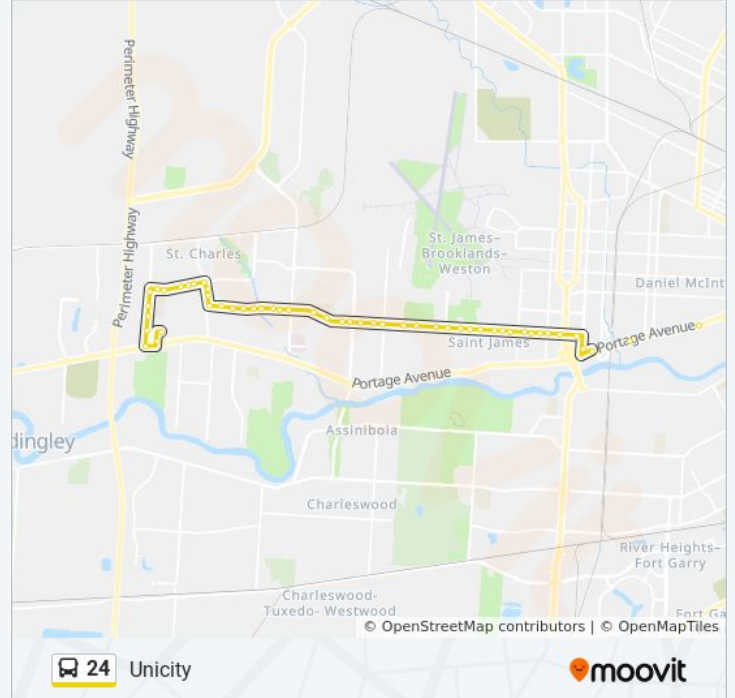 Perimeter Highway
Perimeter Highway
St. Charles
St. James–
Brooklands–
Weston
Daniel McInt
Saint James
Portage Avenue
Portage Avenue
Assiniboia
dingley
Charleswood
River Heights–
Fort Garry
Charleswood-
Tuxedo- Westwood
Fort Ga
© OpenStreetMap contributors | © OpenMapTiles
24 Unicity
moovit